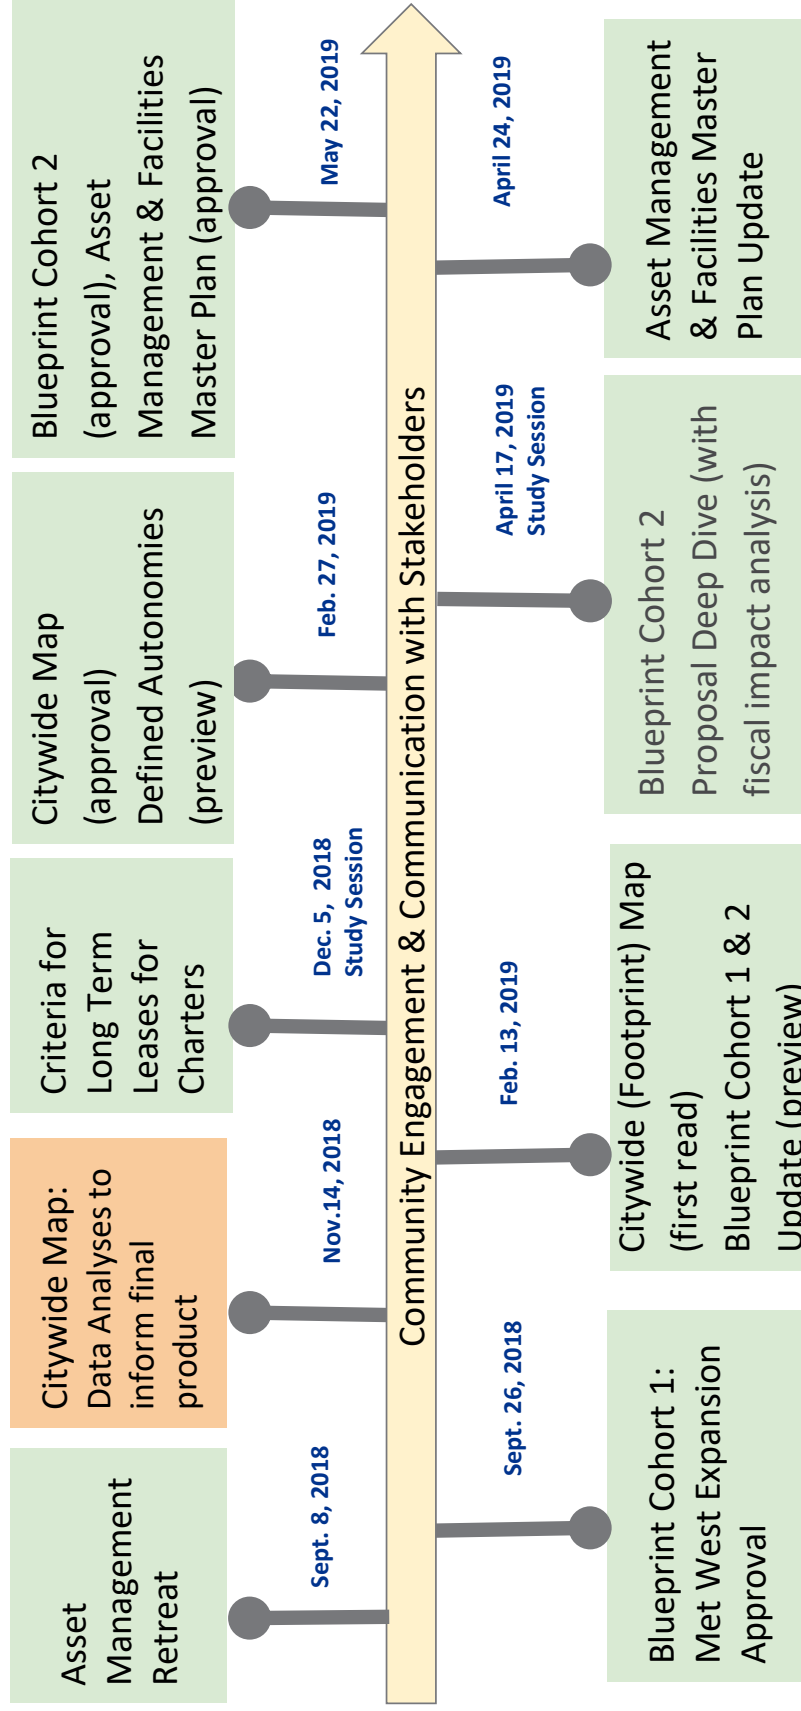 Asset
Management
Retreat
Citywide Map:
Data Analyses to
inform final
product
Criteria for
Long Term
Leases for
Charters
Citywide Map
(approval)
Defined Autonomies
(preview)
Blueprint Cohort 2
(approval), Asset
Management & Facilities
Master Plan (approval)
Sept. 8, 2018
Nov.14, 2018
Dec. 5, 2018
Study Session
Feb. 27, 2019
May 22, 2019
Community Engagement & Communication with Stakeholders
Sept. 26, 2018
Feb. 13, 2019
April 17, 2019
Study Session
April 24, 2019
Blueprint Cohort 1:
Met West Expansion
Approval
Citywide (Footprint) Map
(first read)
Blueprint Cohort 1 & 2
Update (preview)
Blueprint Cohort 2
Proposal Deep Dive (with
fiscal impact analysis)
Asset Management
& Facilities Master
Plan Update